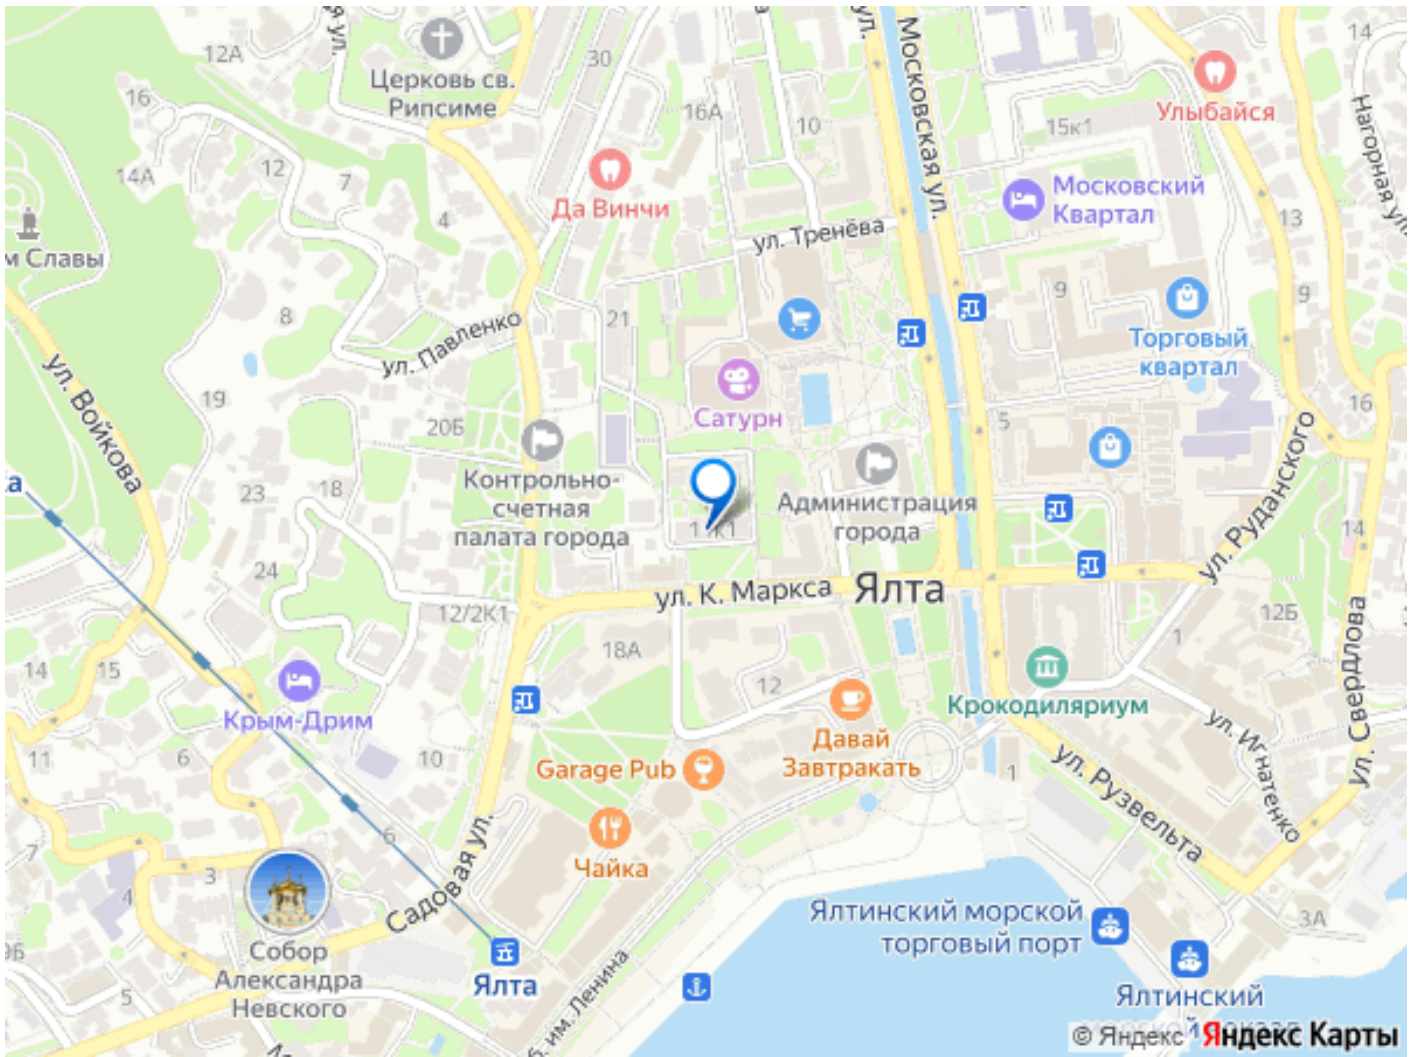 12А
30
14
Церковь св.
Рипсиме
Улыбайся
16
16А
10
15к1
Московская ул.
Нагорная ул.
12
14А
7
Да Винчи
Московский
Квартал
4
ул. Тренёва
13
м Славы
9
9
8
21
ул. Павленко
Торговый
квартал
ул. Войкова
19
Сатурн
16
20Б
5
Контрольно-
счетная
палата города
Администрация
города
23
18
а
ул. Руданского
14
24
ул. К. Маркса
Ялта
12/2К1
18А
12Б
1
14
15
12
Крым-Дрим
Крокодиляриум
ул. Свердлова
ул. Игнатенко
11
10
Garage Pub
Давай
Завтракать
1
ул. Рузвельта
6
7
Чайка
3
Садовая ул.
Собор
Александра
Невского
9Б
5
Ялта
б. им. Ленина
Ялтинский морской
торговый порт
3А
Ялтинский
© Яндекс Яндекс Карты